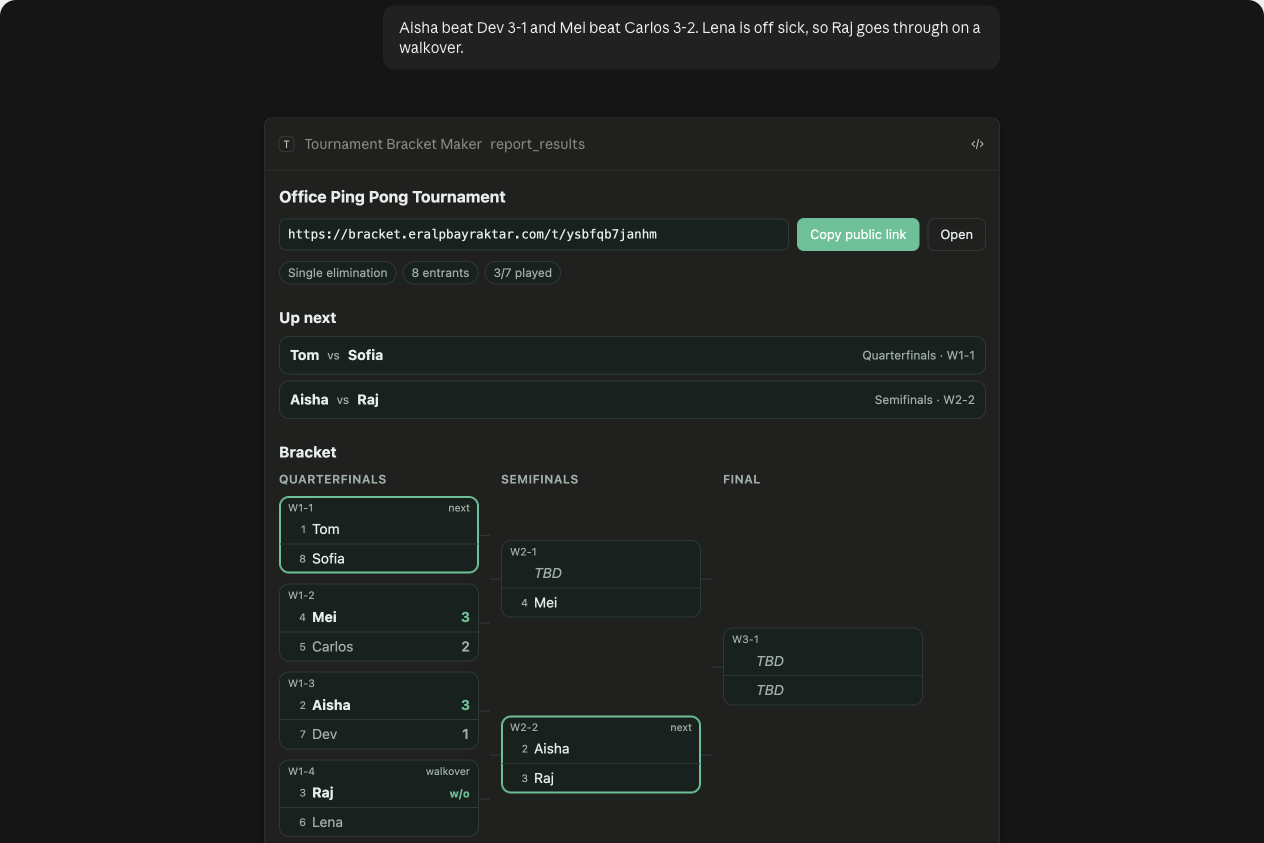 Aisha beat Dev 3-1 and Mei beat Carlos 3-2. Lena is off sick, so Raj goes through on a
walkover.
T Tournament Bracket Maker report_results </>
Office Ping Pong Tournament
https://bracket.eralpbayraktar.com/t/ysbfqb7janhm Copy public link Open
Single elimination 8 entrants 3/7 played
Up next
Tom vs Sofia Quarterfinals · W1-1
Aisha vs Raj Semifinals · W2-2
Bracket
QUARTERFINALS SEMIFINALS FINAL
W1-1 next
1 Tom
8 Sofia
W1-2
4 Mei 3
5 Carlos 2
W1-3
2 Aisha 3
7 Dev 1
W1-4 walkover
3 Raj w/o
6 Lena
W2-1
TBD
4 Mei
W2-2 next
2 Aisha
3 Raj
W3-1
TBD
TBD